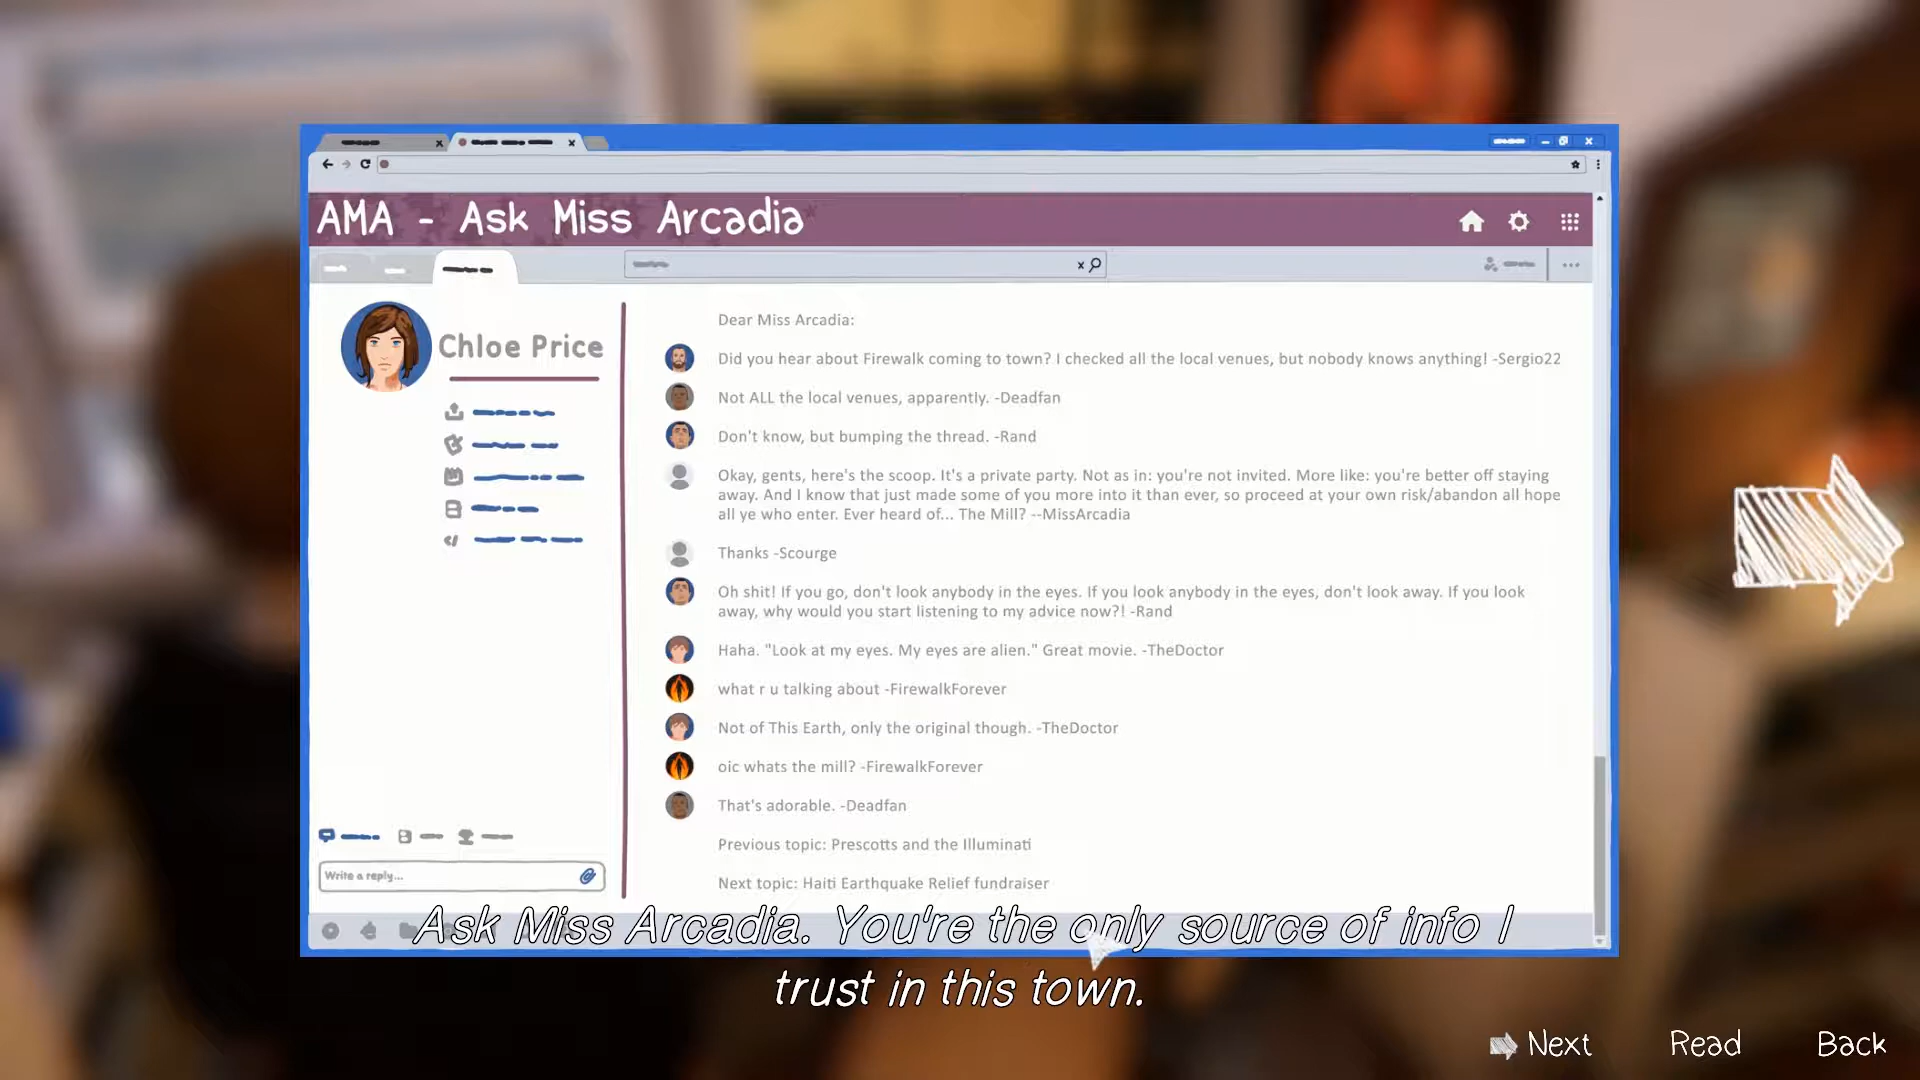 AMA - Ask Miss Arcadia
Chloe Price
Dear Miss Arcadia:
Did you hear about Firewalk coming to town? I checked all the local venues, but nobody knows anything! -Sergio22
Not ALL the local venues, apparently. -Deadfan
Don't know, but bumping the thread. -Rand
Okay, gents, here's the scoop. It's a private party. Not as in: you're not invited. More like: you're better off staying
away. And I know that just made some of you more into it than ever, so proceed at your own risk/abandon all hope
all ye who enter. Ever heard of... The Mill? --MissArcadia
Thanks -Scourge
Oh shit! If you go, don't look anybody in the eyes. If you look anybody in the eyes, don't look away. If you look
away, why would you start listening to my advice now?! -Rand
Haha. "Look at my eyes. My eyes are alien." Great movie. -TheDoctor
what r u talking about -FirewalkForever
Not of This Earth, only the original though. -TheDoctor
oic whats the mill? -FirewalkForever
That's adorable. -Deadfan
Previous topic: Prescotts and the Illuminati
Next topic: Haiti Earthquake Relief fundraiser
Write a reply...
Ask Miss Arcadia. You're the only source of info I
trust in this town.
Next Read Back